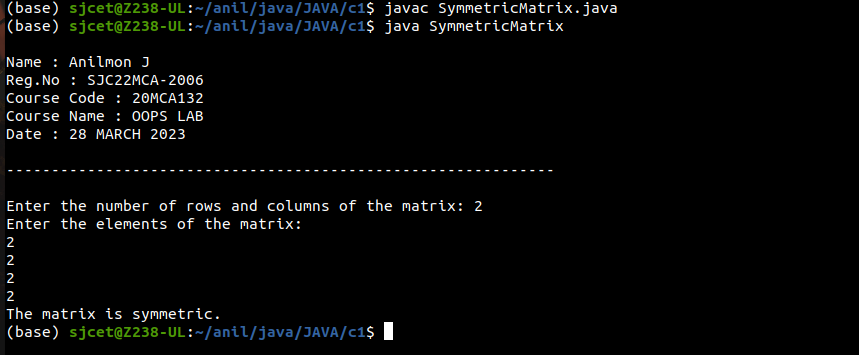 (base) sjcet@Z238-UL:~/anil/java/JAVA/c1$ javac SymmetricMatrix.java
(base) sjcet@Z238-UL:~/anil/java/JAVA/c1$ java SymmetricMatrix
Name : Anilmon J
Reg.No : SJC22MCA-2006
Course Code : 20MCA132
Course Name : OOPS LAB
Date : 28 MARCH 2023
-------------------------------------------------------------
Enter the number of rows and columns of the matrix: 2
Enter the elements of the matrix:
2
2
2
2
The matrix is symmetric.
(base) sjcet@Z238-UL:~/anil/java/JAVA/c1$